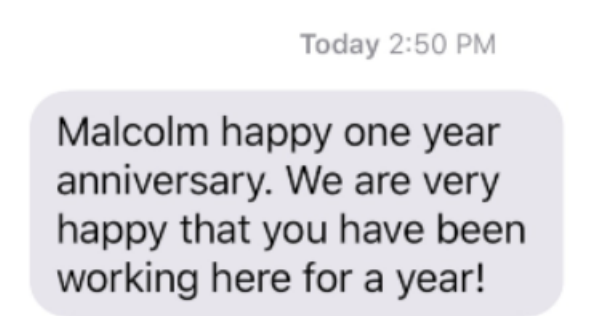 Today 2:50 PM
Malcolm happy one year
anniversary. We are very
happy that you have been
working here for a year!